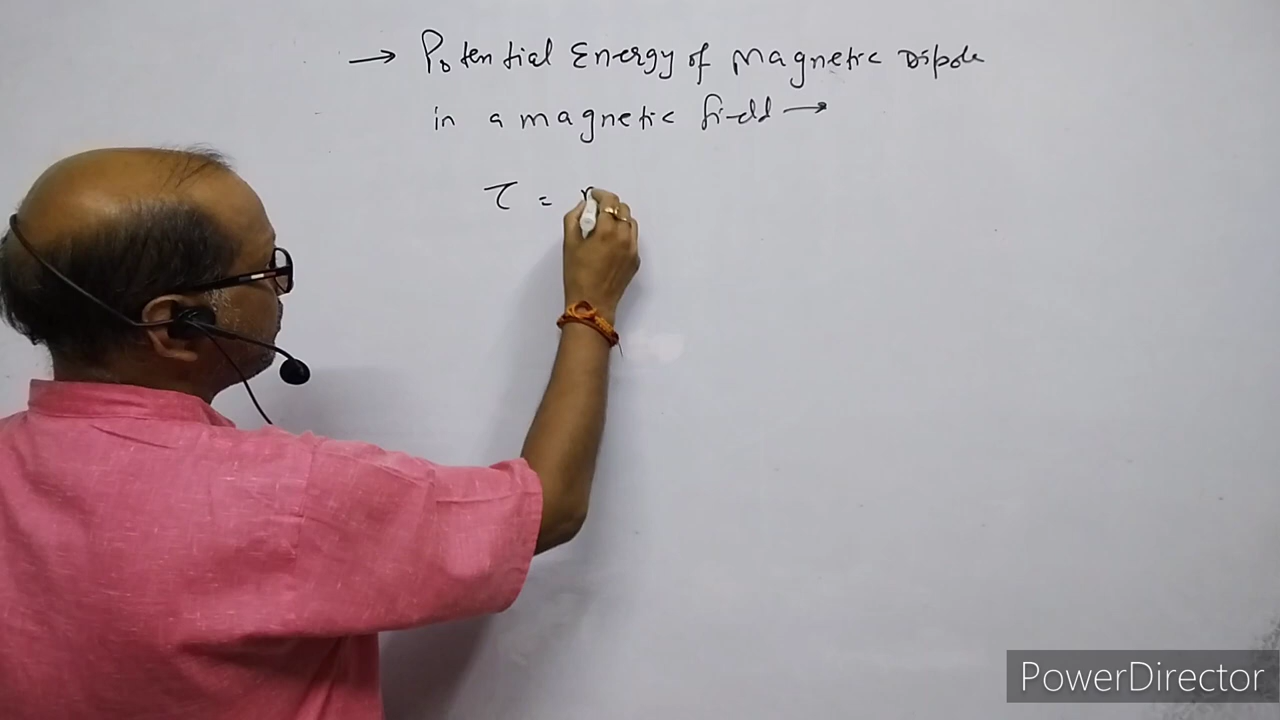 → Potential Energy of Magnetic Dipole
in a magnetic field →
τ =
PowerDirector